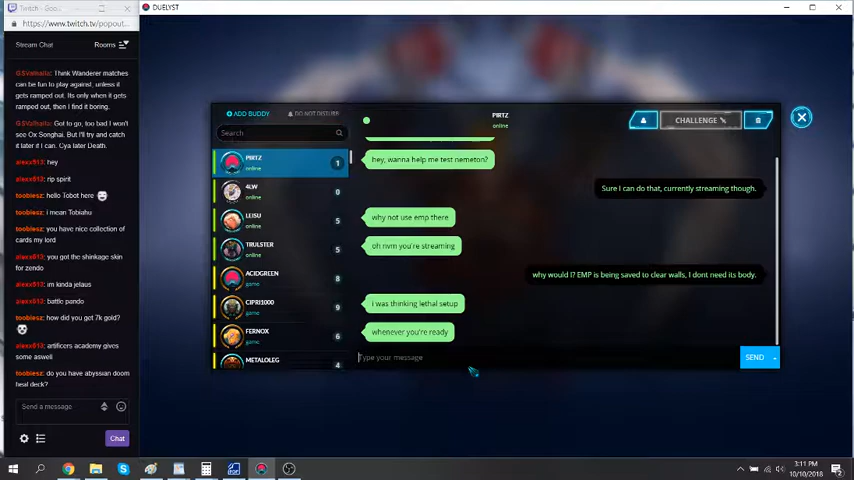 Twitch - Goo...
https://www.twitch.tv/popout...
Stream Chat
Rooms
GSValhalla: Think Wanderer matches
can be fun to play against, unless it
gets ramped out. Its only when it gets
ramped out, then I find it boring.
GSValhalla: Got to go, too bad I won't
see Ox Songhai. But I'll try and catch
it later if I can. Cya later Death.
alexx513: hey
alexx513: rip spirit
toobiesz: hello Tobot here
toobiesz: i mean Tobiahu
toobiesz: you have nice collection of
cards my lord
alexx513: you got the shinkage skin
for zendo
alexx513: im kinda jelaus
toobiesz: battle pando
toobiesz: how did you get 7k gold?
alexx513: artificers academy gives
some aswell
toobiesz: do you have abyssian doom
heal deck?
Send a message
Chat
DUELYST
ADD BUDDY
DO NOT DISTURB
Search
PIRTZ
online
1
4LW
online
0
LEISU
online
5
TRULSTER
online
5
ACIDGREEN
game
8
CIPRI1000
game
9
FERNOX
game
6
METALOLEG
4
PIRTZ
online
CHALLENGE
hey, wanna help me test nemeton?
Sure I can do that, currently streaming though.
why not use emp there
oh nvm you're streaming
why would I? EMP is being saved to clear walls, I dont need its body.
i was thinking lethal setup
whenever you're ready
Type your message
SEND
3:11 PM
10/10/2018
2